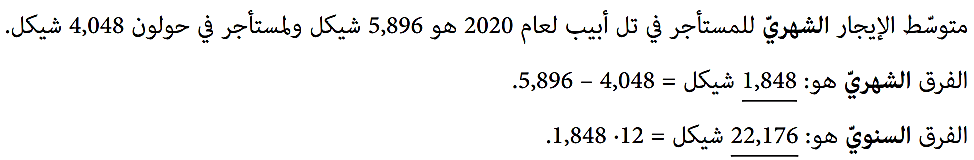 متوسّط الإيجار الشهريّ للمستأجر في تل أبيب لعام 2020 هو 5,896 شيكل ولمستأجر في حولون 4,048 شيكل.
الفرق الشهريّ هو: 1,848 شيكل = 4,048 – 5,896.
الفرق السنويّ هو: 22,176 شيكل = 12· 1,848.